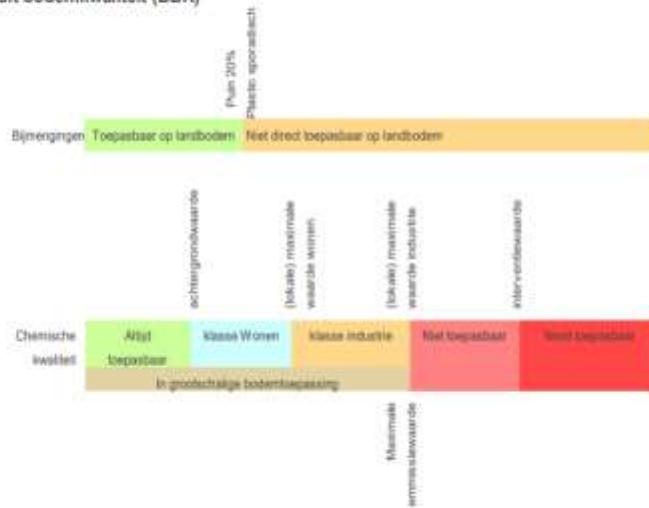 Puin 20%
Plastic sporadisch
Bijmengingen
Toepasbaar op landbodem
Niet direct toepasbaar op landbodem
achtergrondwaarde
(lokale) maximale
waarde wonen
(lokale) maximale
waarde industrie
interventiewaarde
Chemische
kwaliteit
Altijd
toepasbaar
klasse Wonen
klasse industrie
Niet toepasbaar
Nooit toepasbaar
In grootschalige bodemtoepassing
Maximale
emmissiewaarde